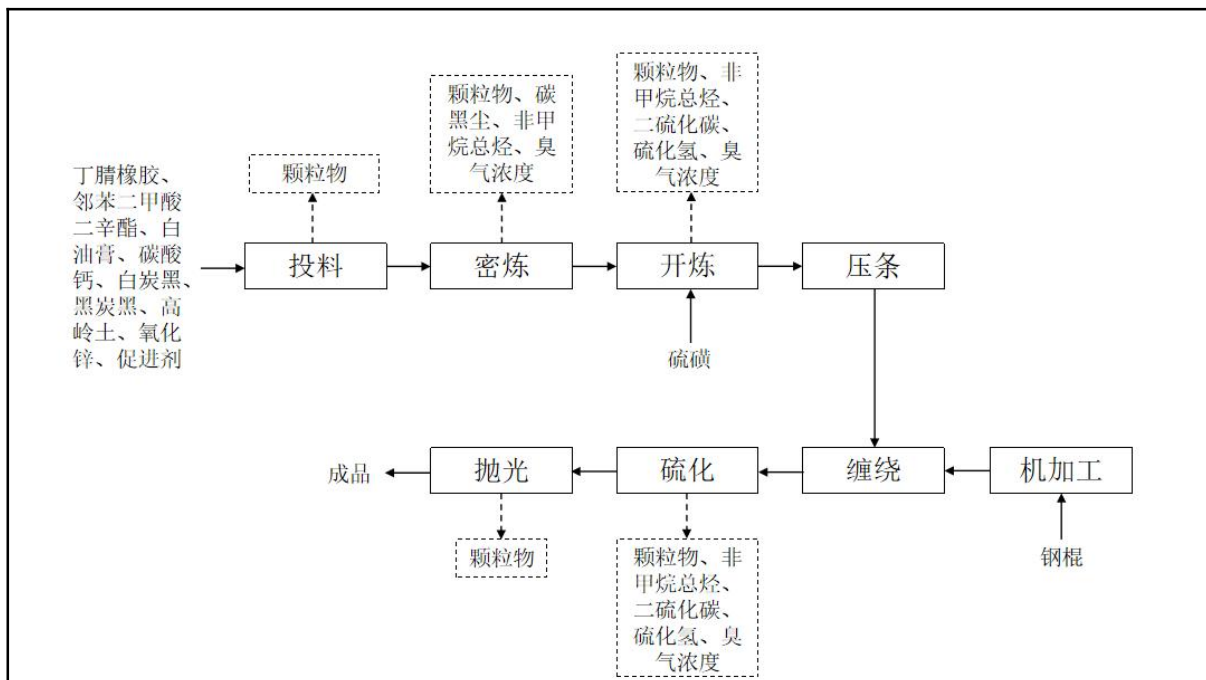 丁腈橡胶、
邻苯二甲酸
二辛酯、白
油膏、碳酸
钙、白炭黑、
黑炭黑、高
岭土、氧化
锌、促进剂
颗粒物
颗粒物、碳
黑尘、非甲
烷总烃、臭
气浓度
颗粒物、非
甲烷总烃、
二硫化碳、
硫化氢、臭
气浓度
投料
密炼
开炼
压条
硫磺
成品
抛光
硫化
缠绕
机加工
颗粒物
颗粒物、非
甲烷总烃、
二硫化碳、
硫化氢、臭
气浓度
钢棍